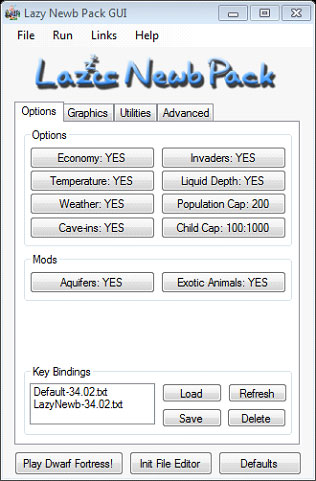 Lazy Newb Pack GUI
File Run Links Help
Lazy Newb Pack
Options Graphics Utilities Advanced
Options
Economy: YES Invaders: YES
Temperature: YES Liquid Depth: YES
Weather: YES Population Cap: 200
Cave-ins: YES Child Cap: 100:1000
Mods
Aquifers: YES Exotic Animals: YES
Key Bindings
Default-34.02.txt Load Refresh
LazyNewb-34.02.txt
Save Delete
Play Dwarf Fortress! Init File Editor Defaults